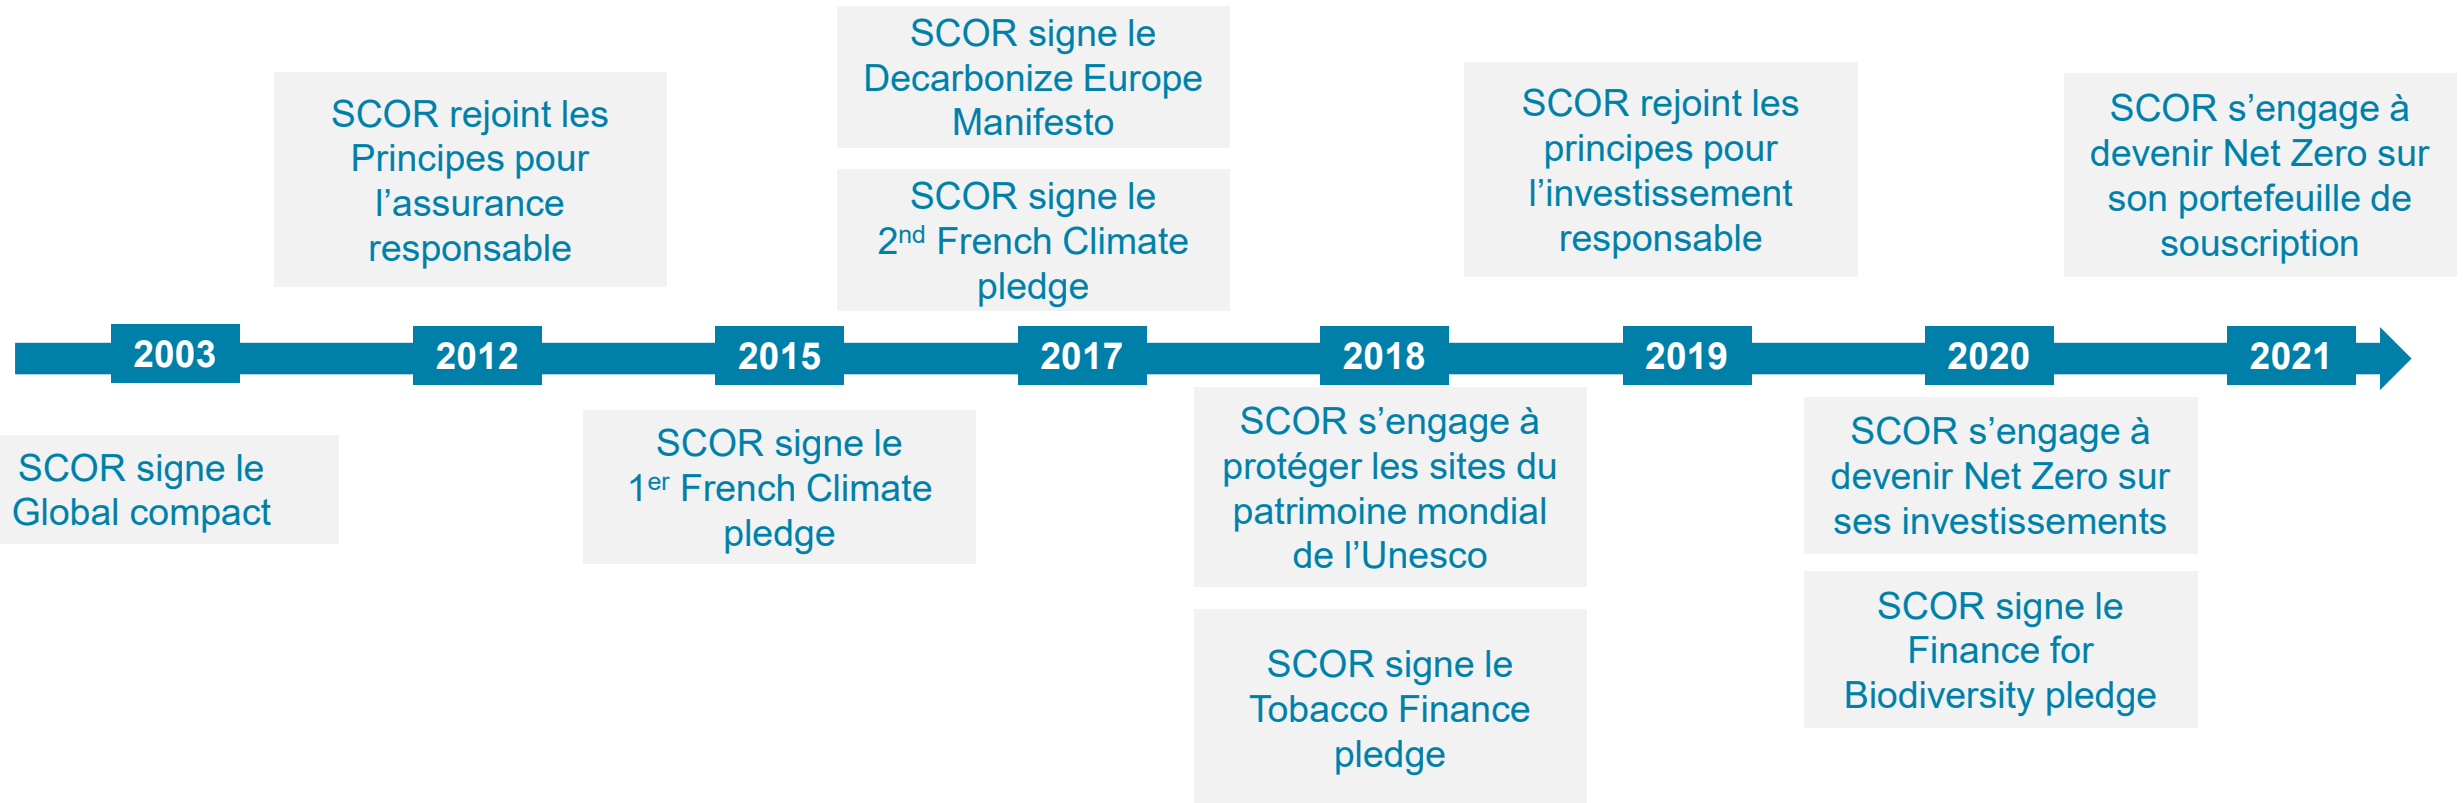 SCOR signe le
Decarbonize Europe
Manifesto
SCOR rejoint les
Principes pour
l’assurance
responsable
SCOR signe le
2nd French Climate
pledge
SCOR rejoint les
principes pour
l’investissement
responsable
SCOR s’engage à
devenir Net Zero sur
son portefeuille de
souscription
2003 2012 2015 2017 2018 2019 2020 2021
SCOR signe le
Global compact
SCOR signe le
1er French Climate
pledge
SCOR s’engage à
protéger les sites du
patrimoine mondial
de l’Unesco
SCOR signe le
Tobacco Finance
pledge
SCOR s’engage à
devenir Net Zero sur
ses investissements
SCOR signe le
Finance for
Biodiversity pledge